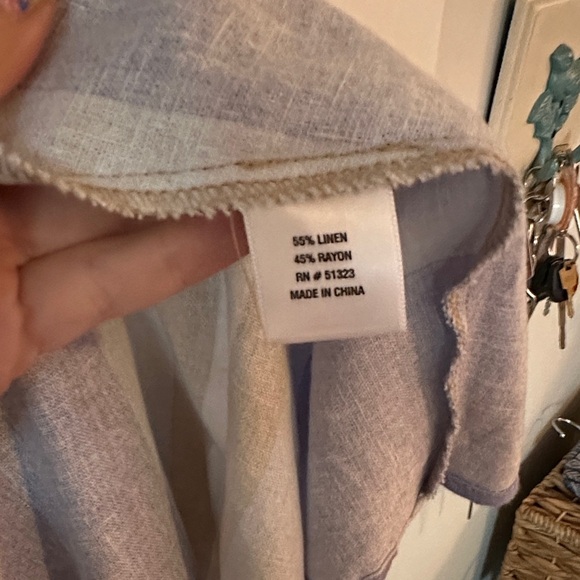 55% LINEN
45% RAYON
RN # 51323
MADE IN CHINA